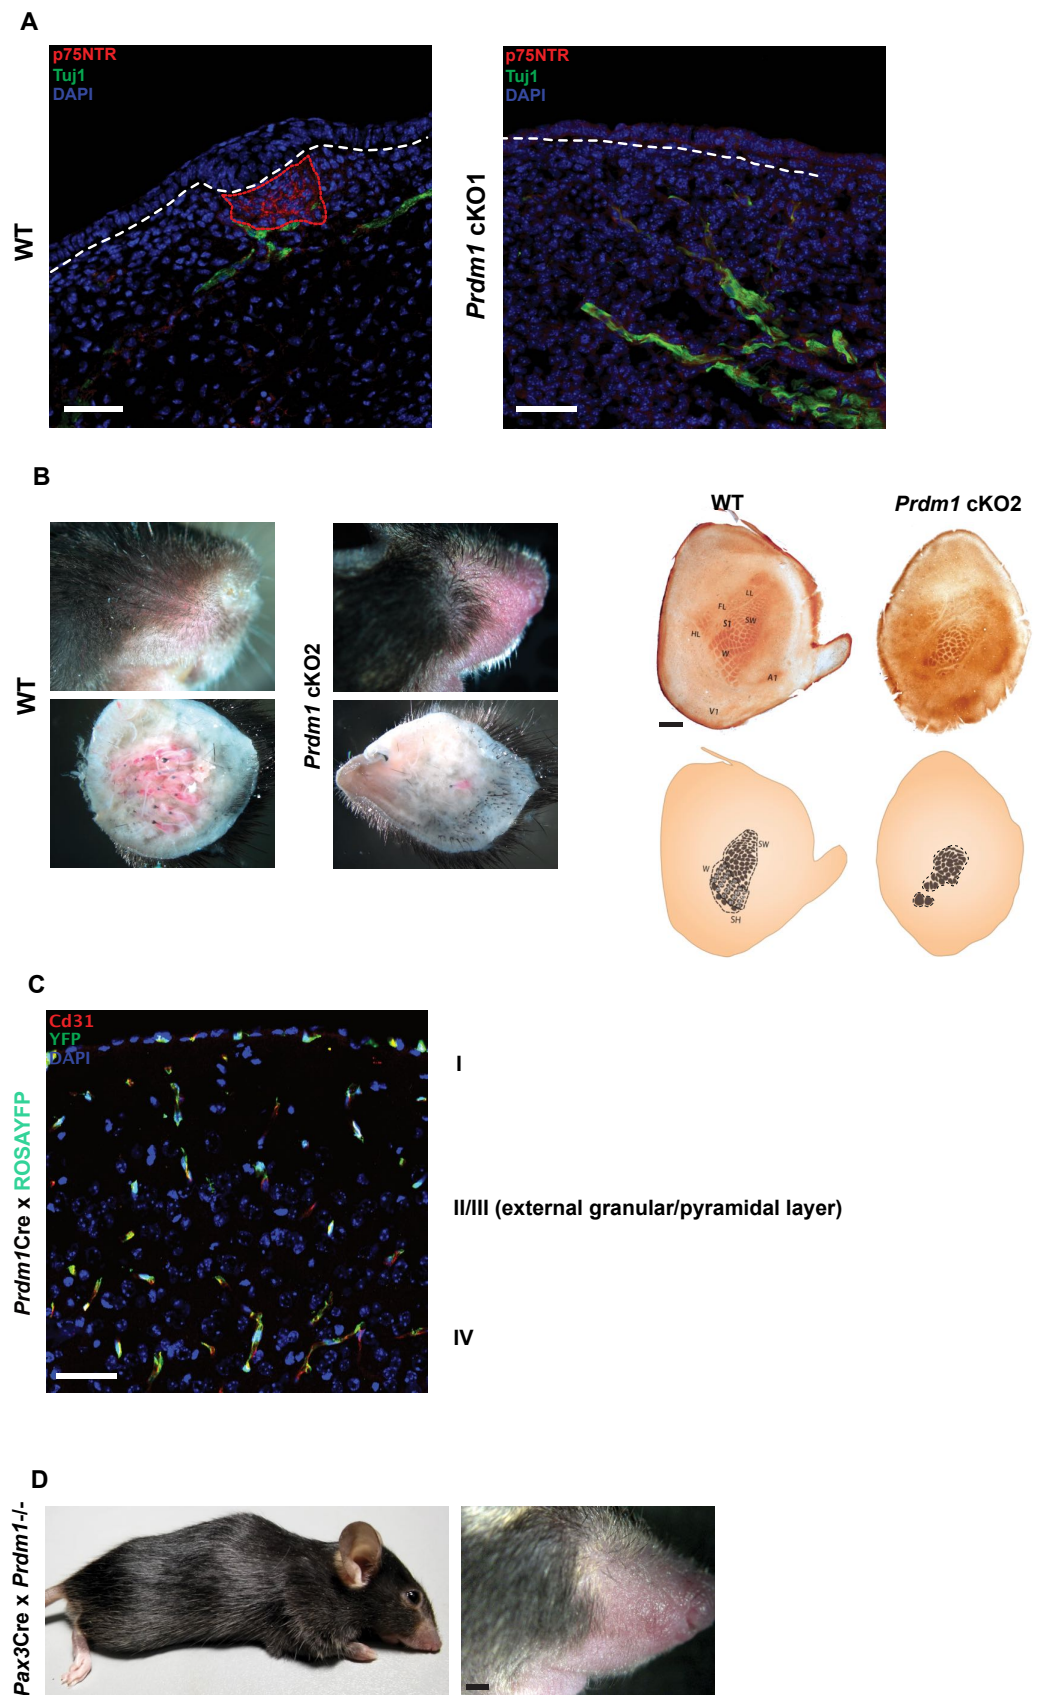 A
p75NTR
Tuj1
DAPI
WT
p75NTR
Tuj1
DAPI
Prdm1 cKO1
B
WT
Prdm1 cKO2
WT
Prdm1 cKO2
LL
FL
S1
SW
HL
W
A1
V1
SW
W
SH
C
Cd31
YFP
DAPI
Prdm1Cre x ROSAYFP
I
II/III (external granular/pyramidal layer)
IV
D
Pax3Cre x Prdm1-/-